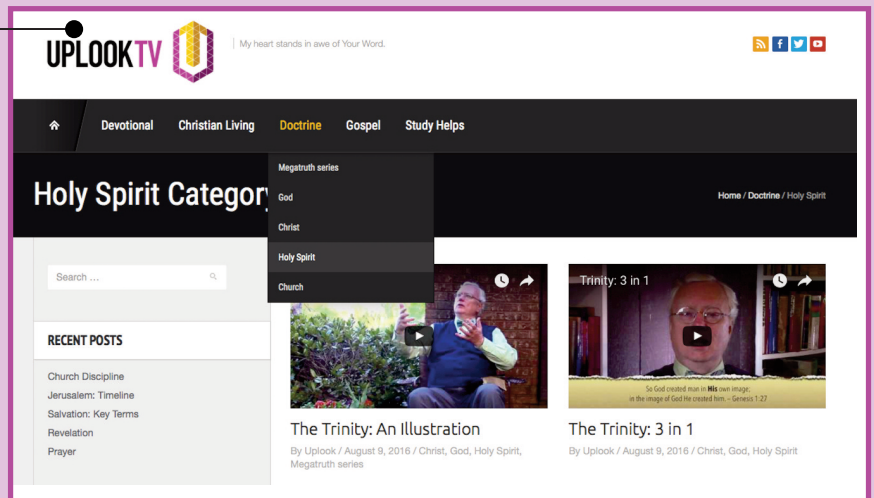 UPLOOKTV
My heart stands in awe of Your Word.
Devotional Christian Living Doctrine Gospel Study Helps
Megatruth series
God
Christ
Holy Spirit
Church
Holy Spirit Category
Home / Doctrine / Holy Spirit
Search ...
RECENT POSTS
Church Discipline
Jerusalem: Timeline
Salvation: Key Terms
Revelation
Prayer
The Trinity: An Illustration
By Uplook / August 9, 2016 / Christ, God, Holy Spirit,
Megatruth series
Trinity: 3 in 1
So God created man in His own image;
in the image of God He created him. – Genesis 1:27
The Trinity: 3 in 1
By Uplook / August 9, 2016 / Christ, God, Holy Spirit